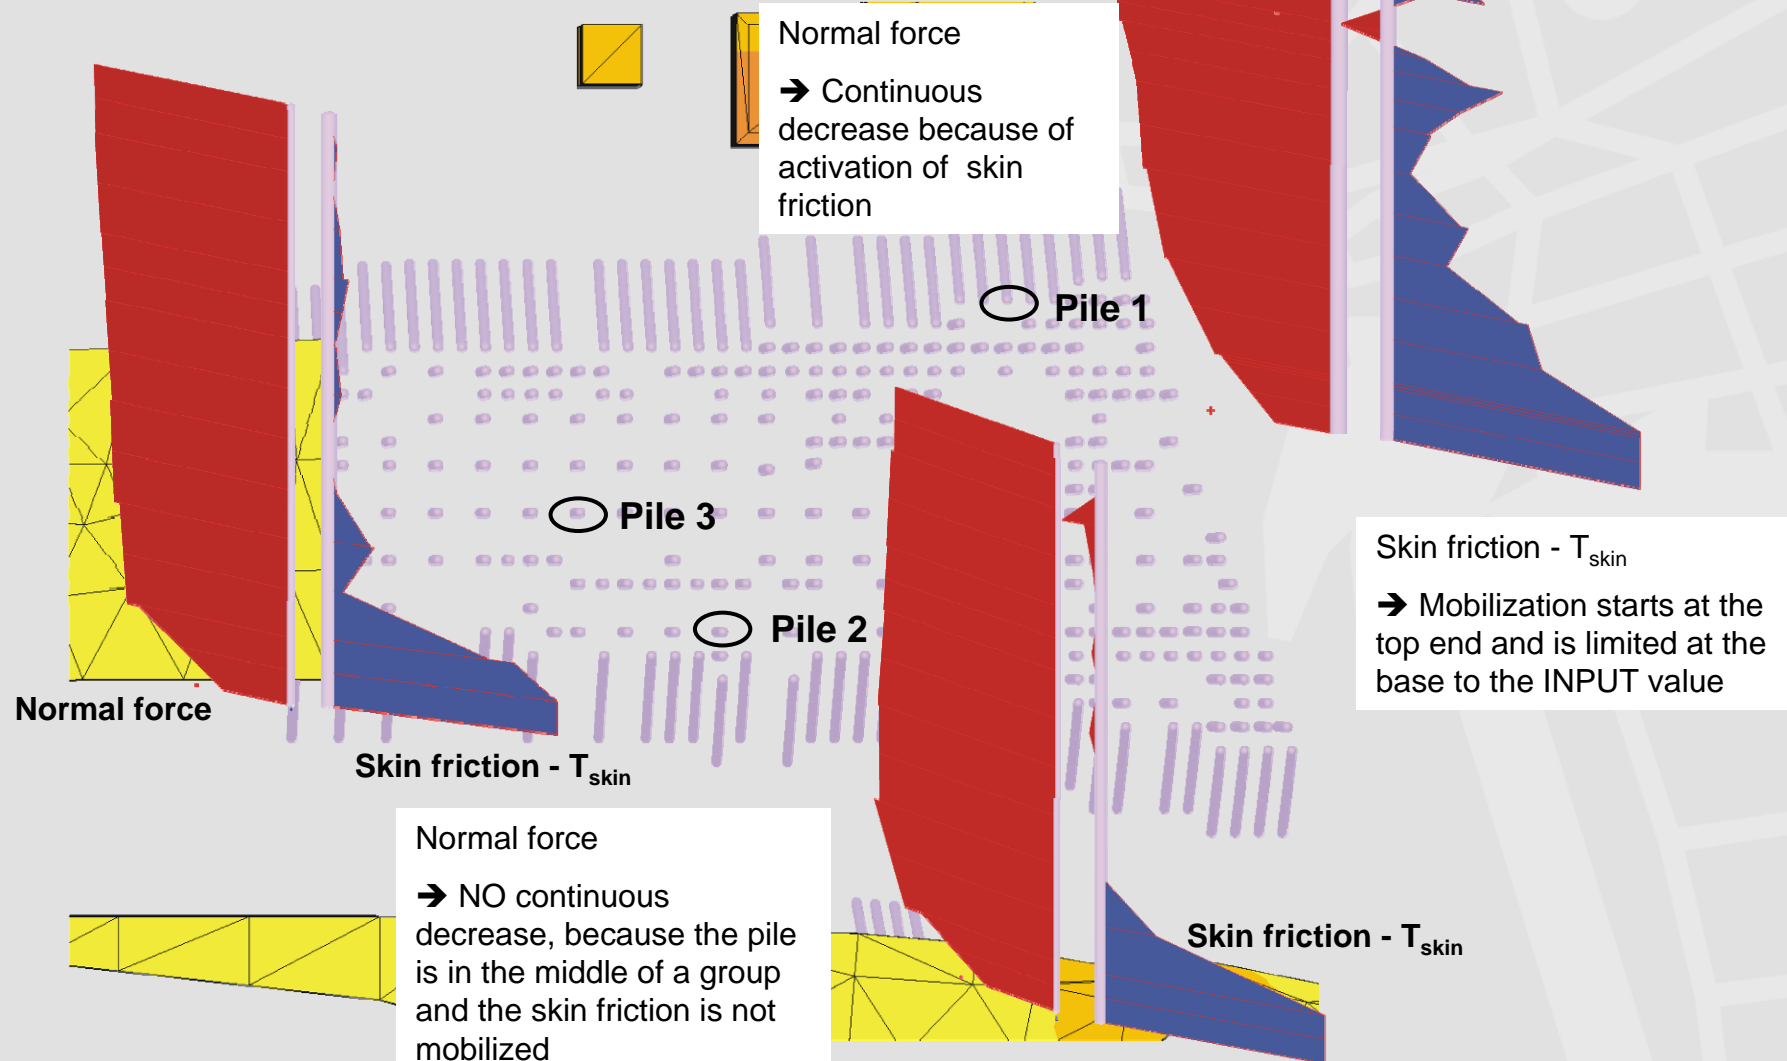 Normal force
➔ Continuous
decrease because of
activation of skin
friction
Pile 1
Pile 3
Pile 2
Skin friction - Tskin
➔ Mobilization starts at the
top end and is limited at the
base to the INPUT value
Normal force
Skin friction - Tskin
Normal force
➔ NO continuous
decrease, because the pile
is in the middle of a group
and the skin friction is not
mobilized
Skin friction - Tskin